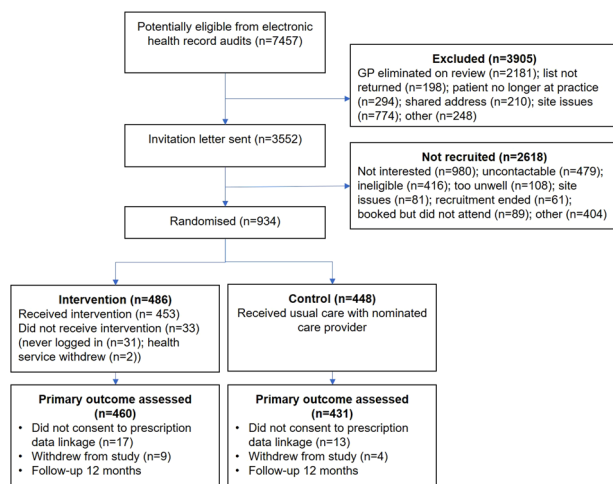 Potentially eligible from electronic
health record audits (n=7457)
Excluded (n=3905)
GP eliminated on review (n=2181); list not
returned (n=198); patient no longer at practice
(n=294); shared address (n=210); site issues
(n=774); other (n=248)
Invitation letter sent (n=3552)
Not recruited (n=2618)
Not interested (n=980); uncontactable (n=479);
ineligible (n=416); too unwell (n=108); site
issues (n=81); recruitment ended (n=61);
booked but did not attend (n=89); other (n=404)
Randomised (n=934)
Intervention (n=486)
Received intervention (n= 453)
Did not receive intervention (n=33)
(never logged in (n=31); health
service withdrew (n=2))
Control (n=448)
Received usual care with nominated
care provider
Primary outcome assessed
(n=460)
• Did not consent to prescription
data linkage (n=17)
• Withdrew from study (n=9)
• Follow-up 12 months
Primary outcome assessed
(n=431)
• Did not consent to prescription
data linkage (n=13)
• Withdrew from study (n=4)
• Follow-up 12 months